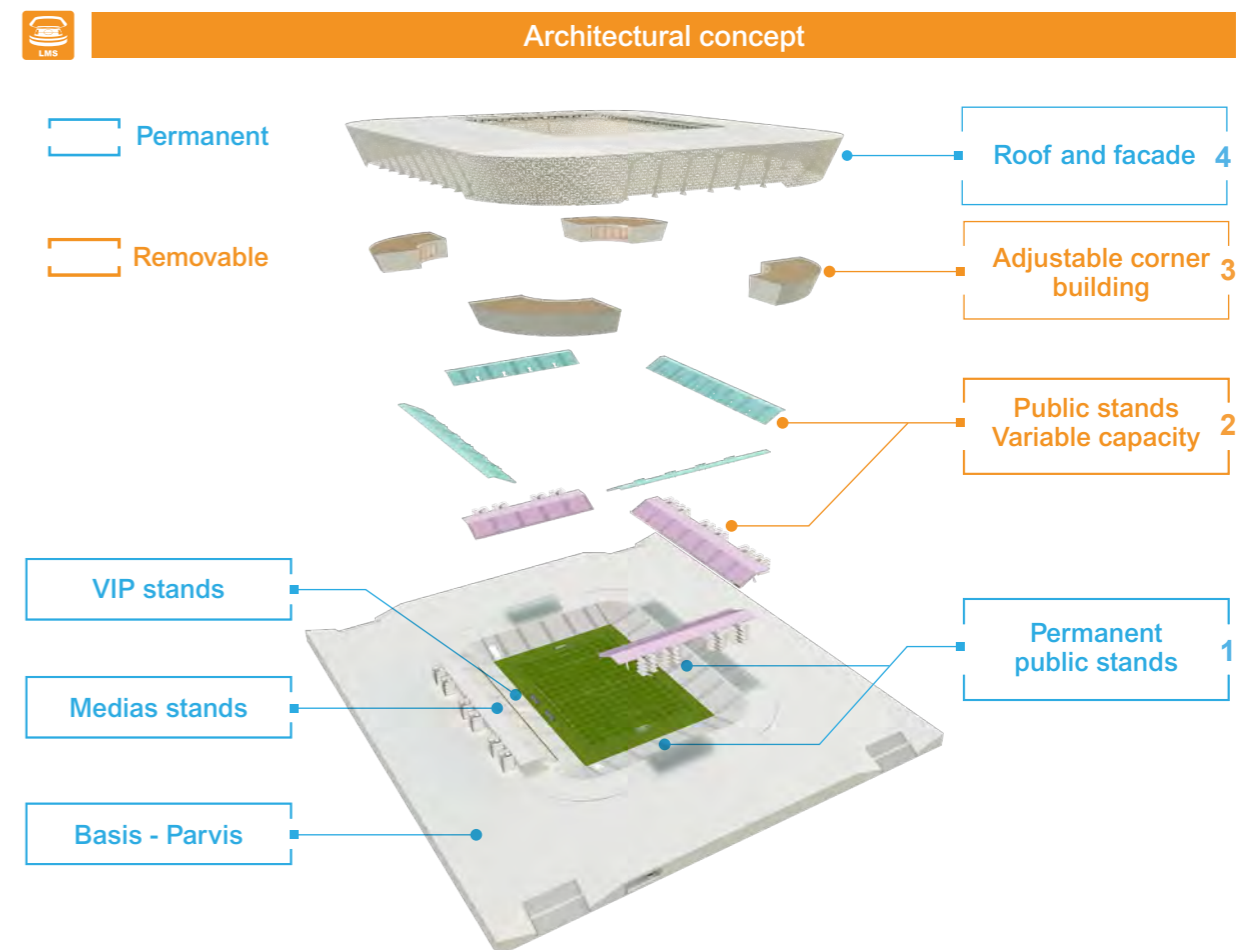 LMS
Architectural concept
Permanent
Removable
Roof and facade 4
Adjustable corner
building 3
Public stands
Variable capacity 2
VIP stands
Medias stands
Basis - Parvis
Permanent
public stands 1